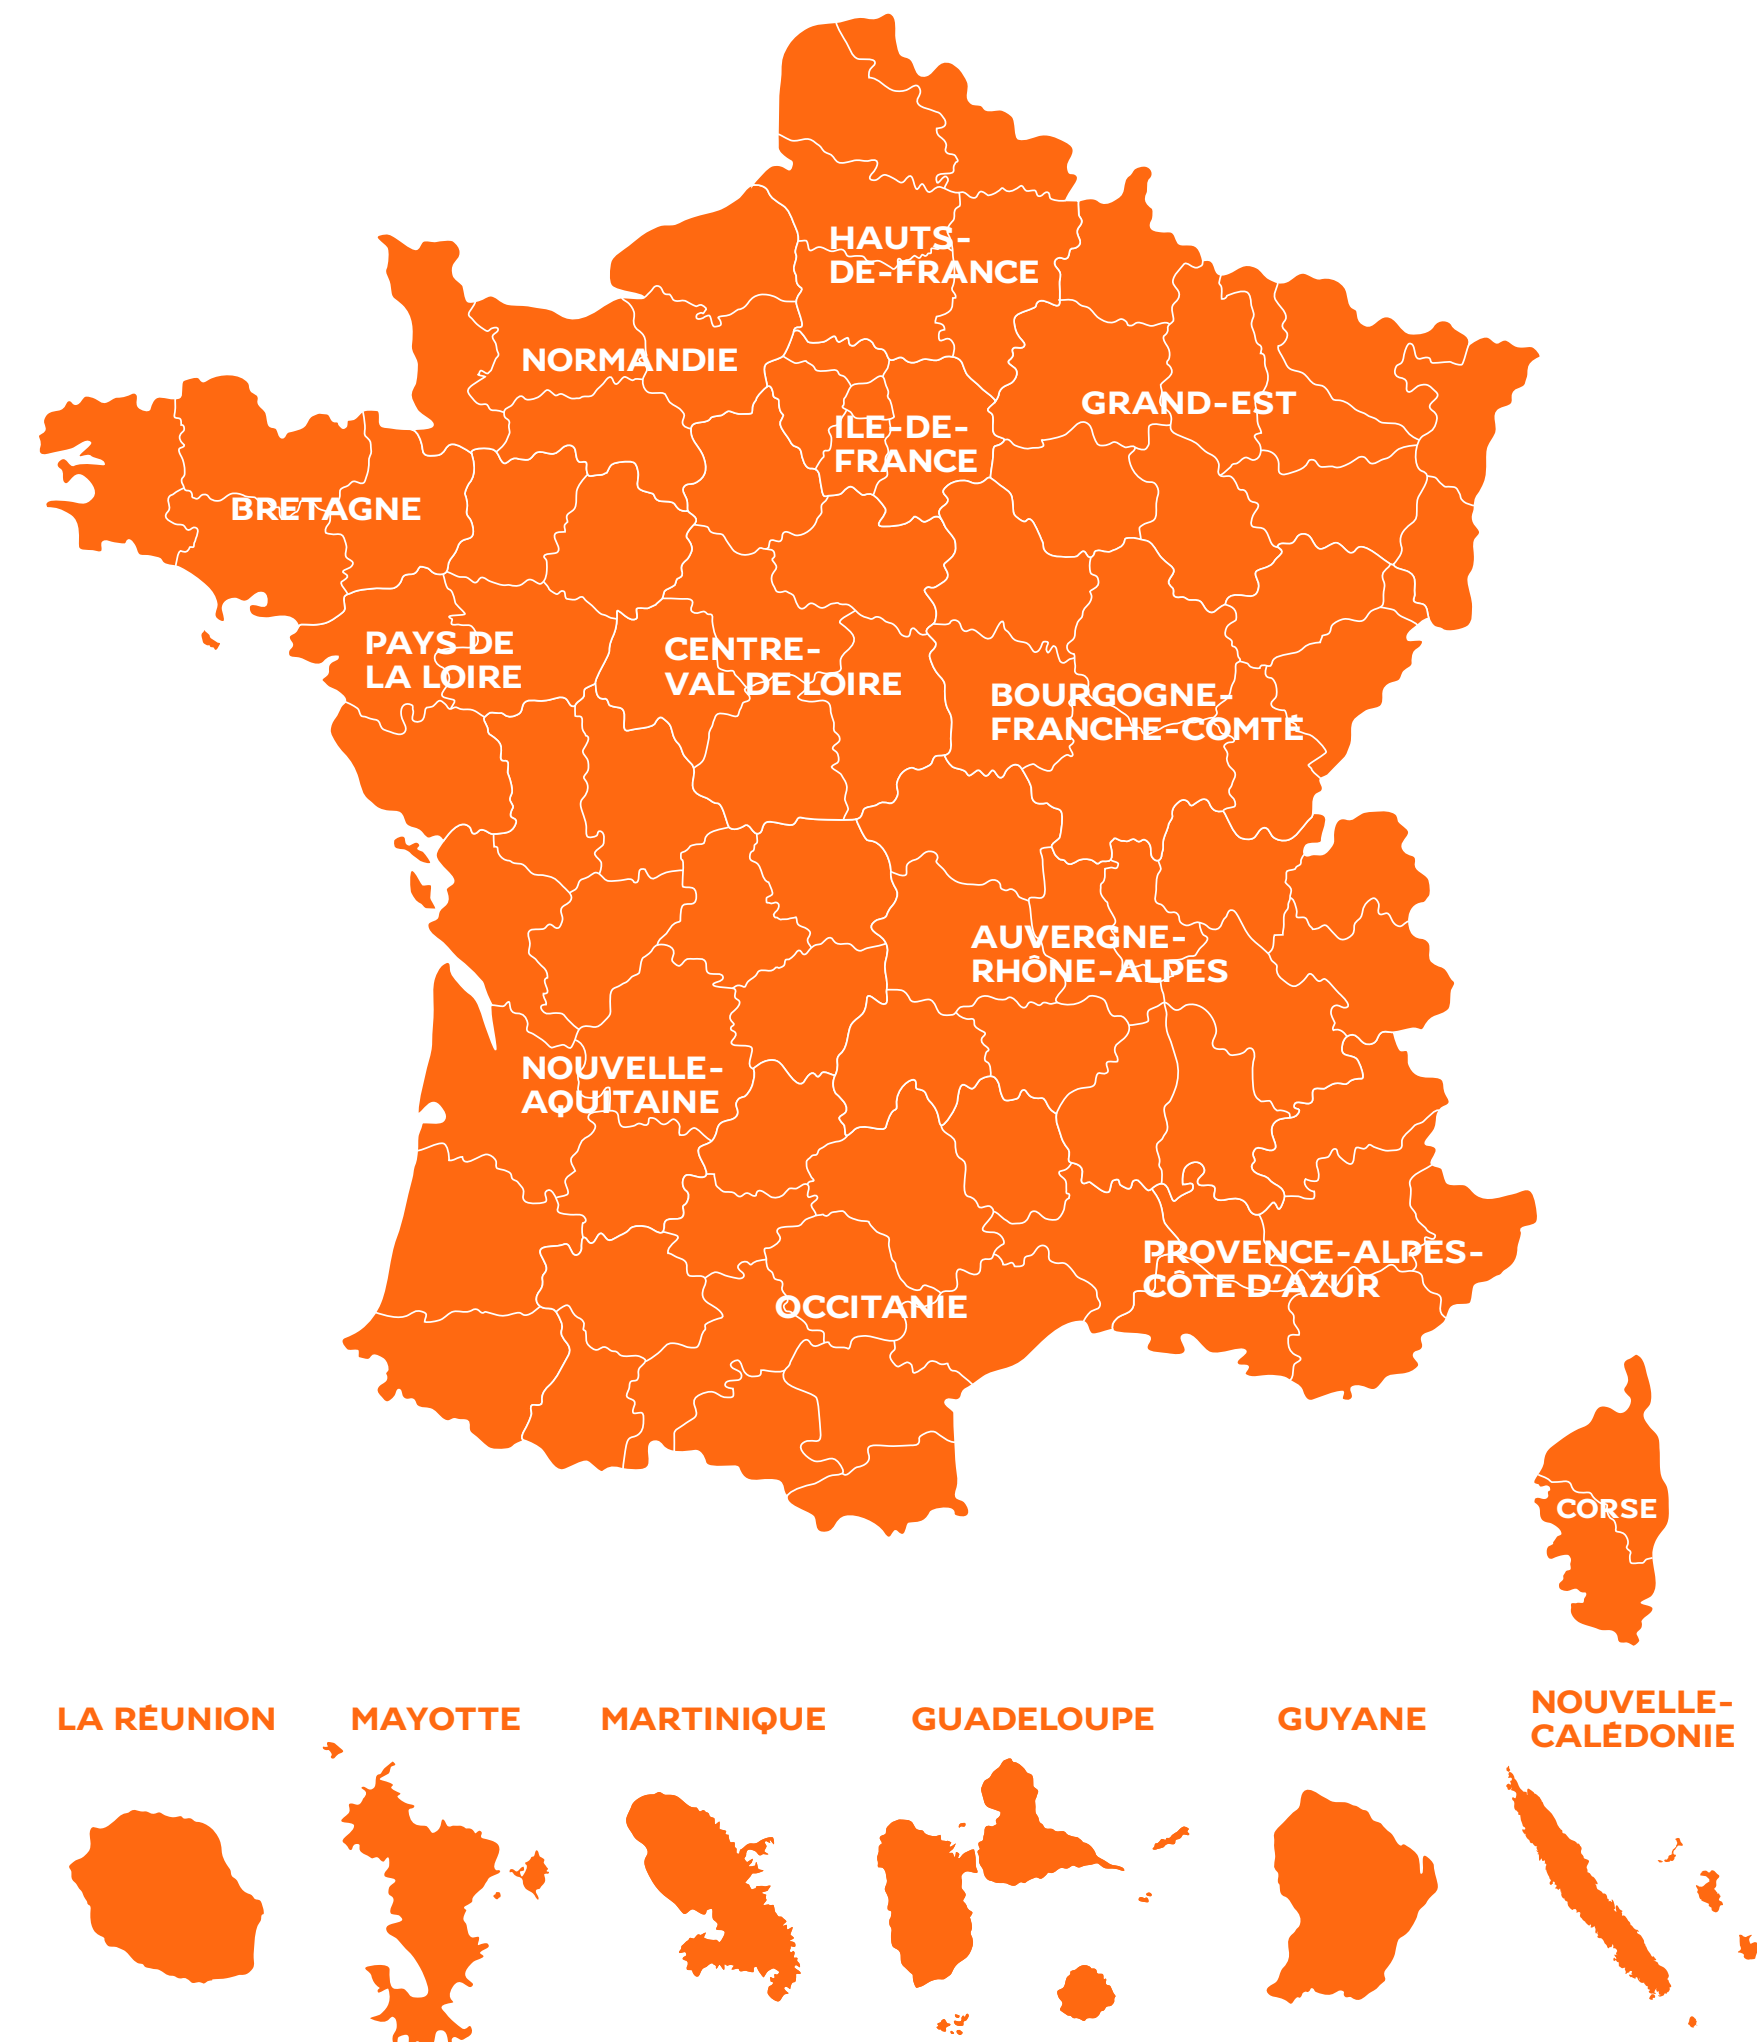 HAUTS-
DE-FRANCE
NORMANDIE
GRAND-EST
ILE-DE-
FRANCE
BRETAGNE
PAYS DE
LA LOIRE
CENTRE-
VAL DE LOIRE
BOURGOGNE-
FRANCHE-COMTÉ
AUVERGNE-
RHÔNE-ALPES
NOUVELLE-
AQUITAINE
PROVENCE-ALPES-
CÔTE D'AZUR
OCCITANIE
CORSE
LA RÉUNION
MAYOTTE
MARTINIQUE
GUADELOUPE
GUYANE
NOUVELLE-
CALÉDONIE